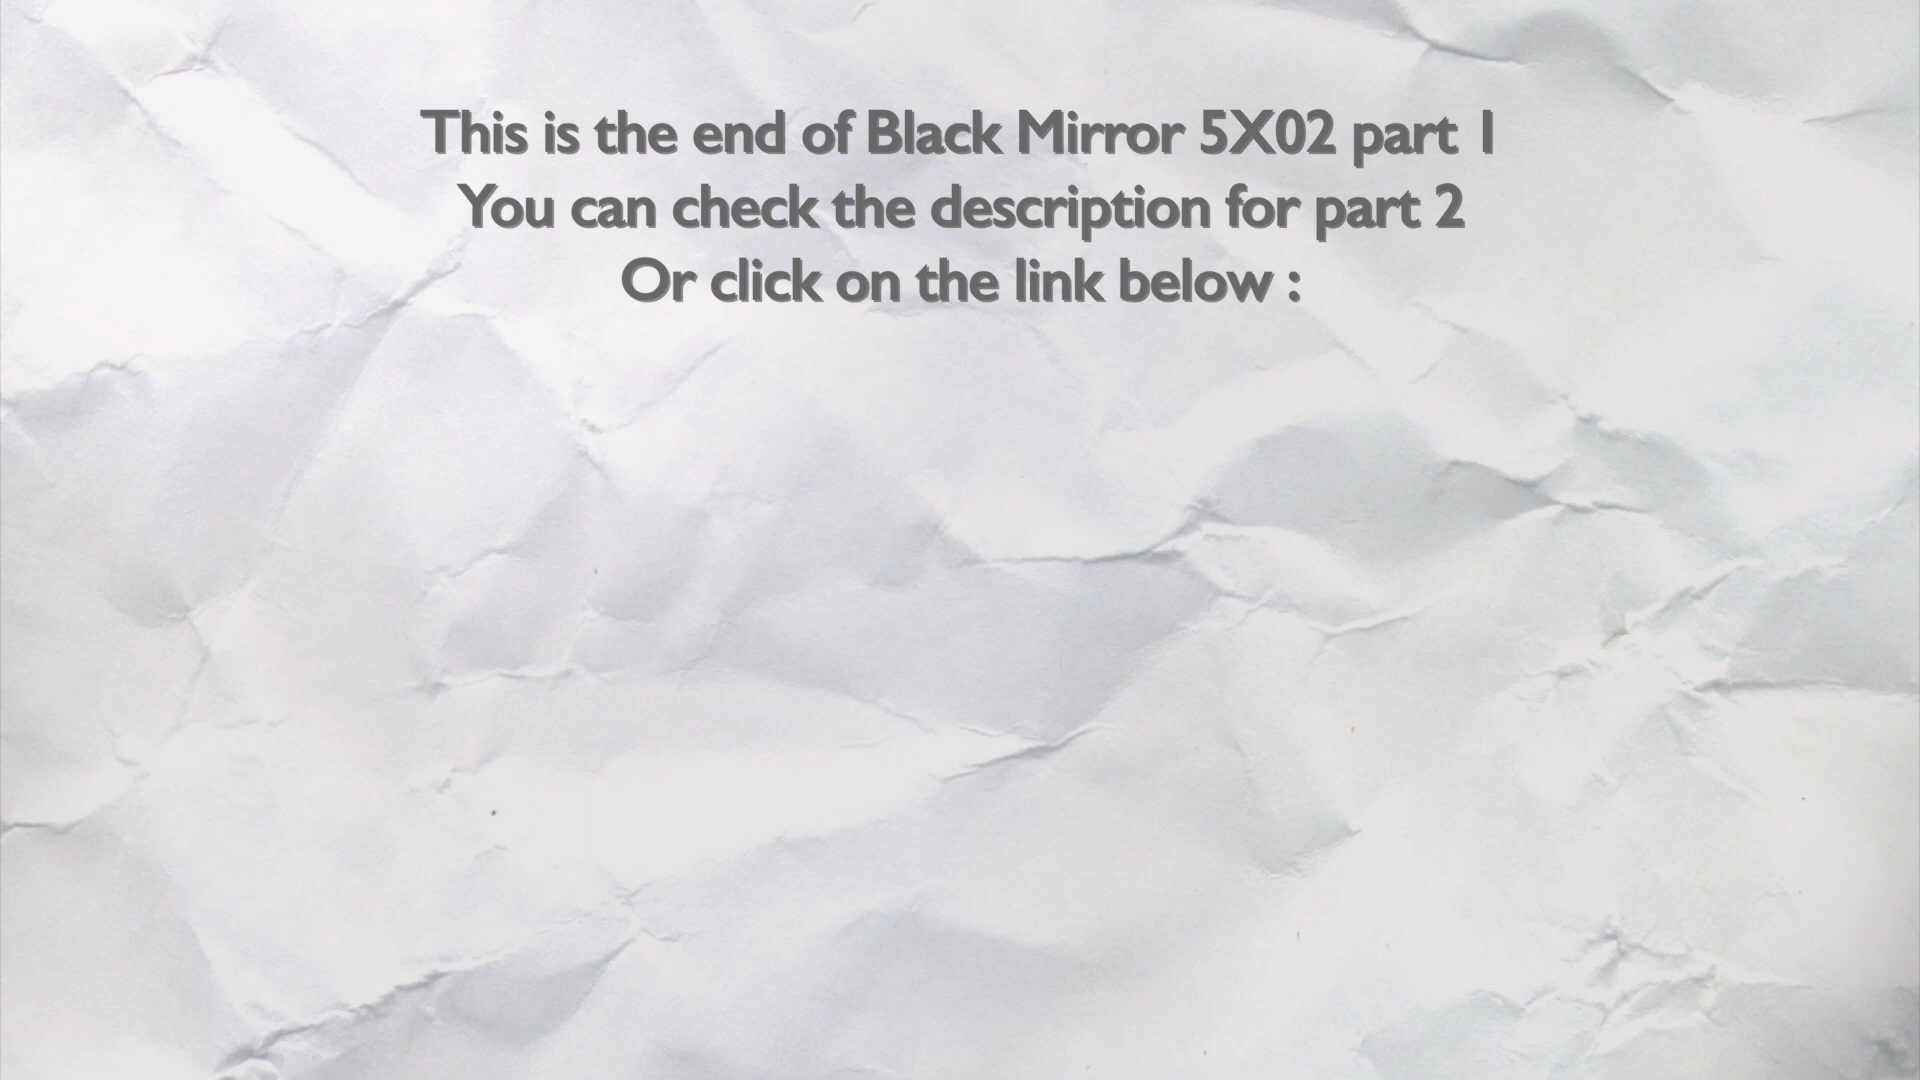 This is the end of Black Mirror 5X02 part 1
You can check the description for part 2
Or click on the link below :